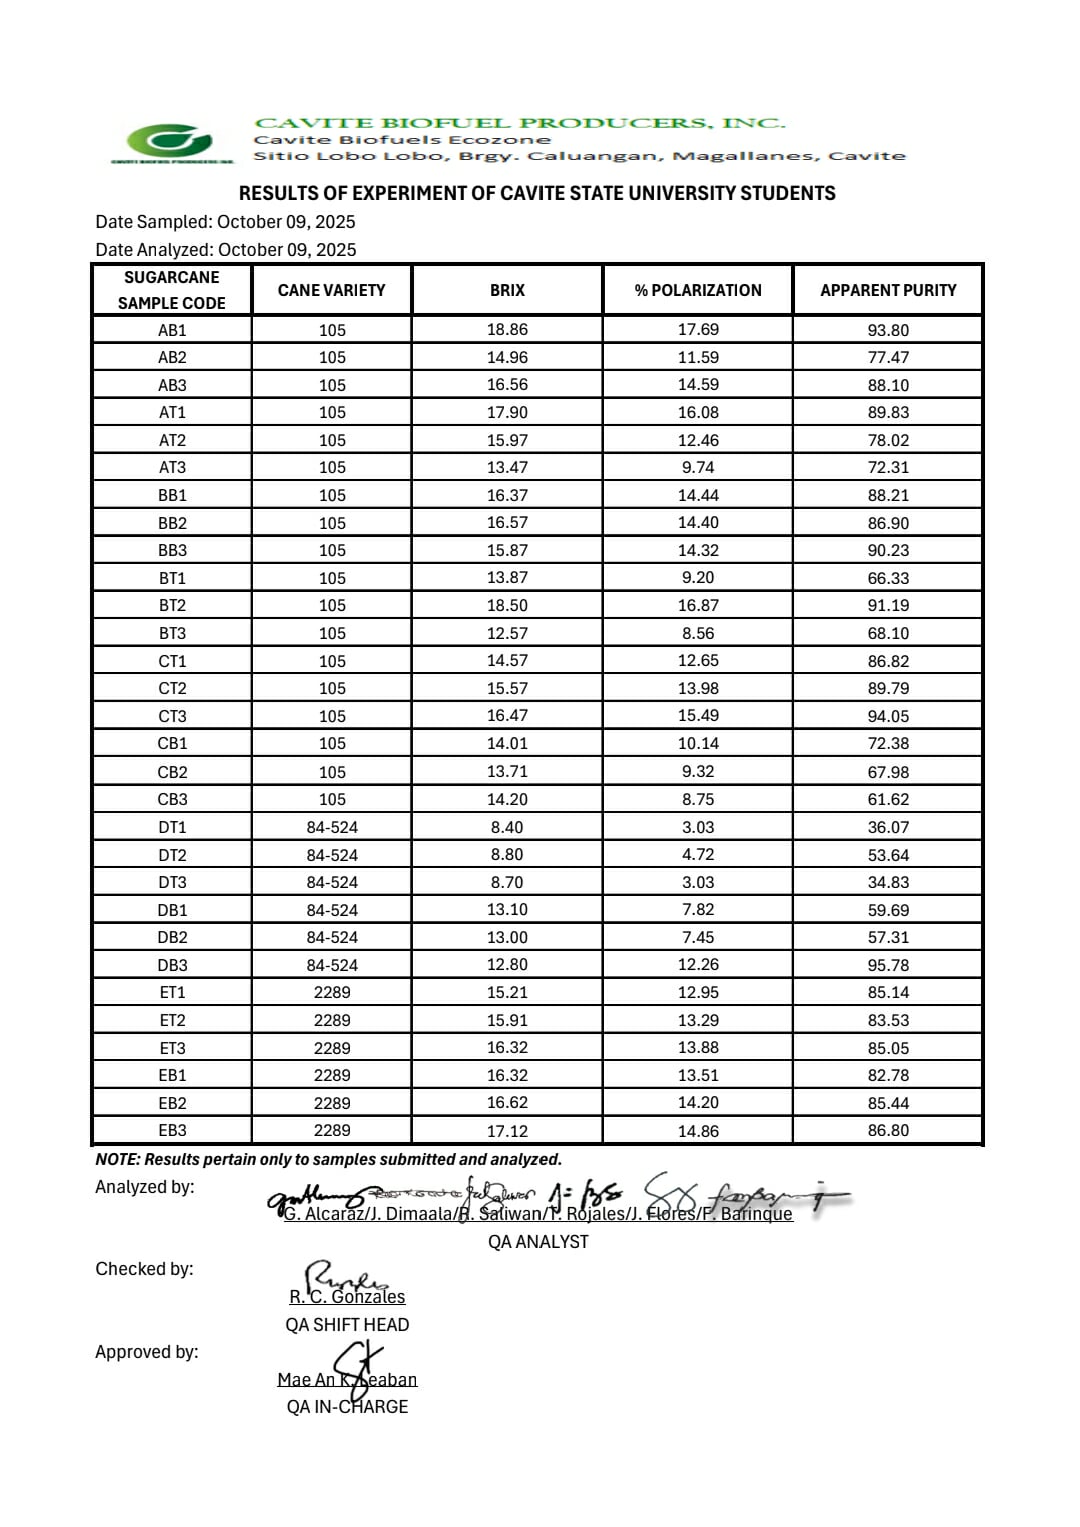 CAVITE BIOFUEL PRODUCERS, INC.
Cavite Biofuels Ecozone
Sitio Lobo Lobo, Brgy. Caluangan, Magallanes, Cavite
CAVITE BIOFUEL PRODUCERS INC.
RESULTS OF EXPERIMENT OF CAVITE STATE UNIVERSITY STUDENTS
Date Sampled: October 09, 2025
Date Analyzed: October 09, 2025
SUGARCANE SAMPLE CODE CANE VARIETY BRIX % POLARIZATION APPARENT PURITY
AB1 105 18.86 17.69 93.80
AB2 105 14.96 11.59 77.47
AB3 105 16.56 14.59 88.10
AT1 105 17.90 16.08 89.83
AT2 105 15.97 12.46 78.02
AT3 105 13.47 9.74 72.31
BB1 105 16.37 14.44 88.21
BB2 105 16.57 14.40 86.90
BB3 105 15.87 14.32 90.23
BT1 105 13.87 9.20 66.33
BT2 105 18.50 16.87 91.19
BT3 105 12.57 8.56 68.10
CT1 105 14.57 12.65 86.82
CT2 105 15.57 13.98 89.79
CT3 105 16.47 15.49 94.05
CB1 105 14.01 10.14 72.38
CB2 105 13.71 9.32 67.98
CB3 105 14.20 8.75 61.62
DT1 84-524 8.40 3.03 36.07
DT2 84-524 8.80 4.72 53.64
DT3 84-524 8.70 3.03 34.83
DB1 84-524 13.10 7.82 59.69
DB2 84-524 13.00 7.45 57.31
DB3 84-524 12.80 12.26 95.78
ET1 2289 15.21 12.95 85.14
ET2 2289 15.91 13.29 83.53
ET3 2289 16.32 13.88 85.05
EB1 2289 16.32 13.51 82.78
EB2 2289 16.62 14.20 85.44
EB3 2289 17.12 14.86 86.80
NOTE: Results pertain only to samples submitted and analyzed.
Analyzed by:
G. Alcaraz/J. Dimaala/R. Saliwan/T. Rojales/J. Flores/F. Barinque
QA ANALYST
Checked by:
R. C. Gonzales
QA SHIFT HEAD
Approved by:
Mae An K. Leaban
QA IN-CHARGE